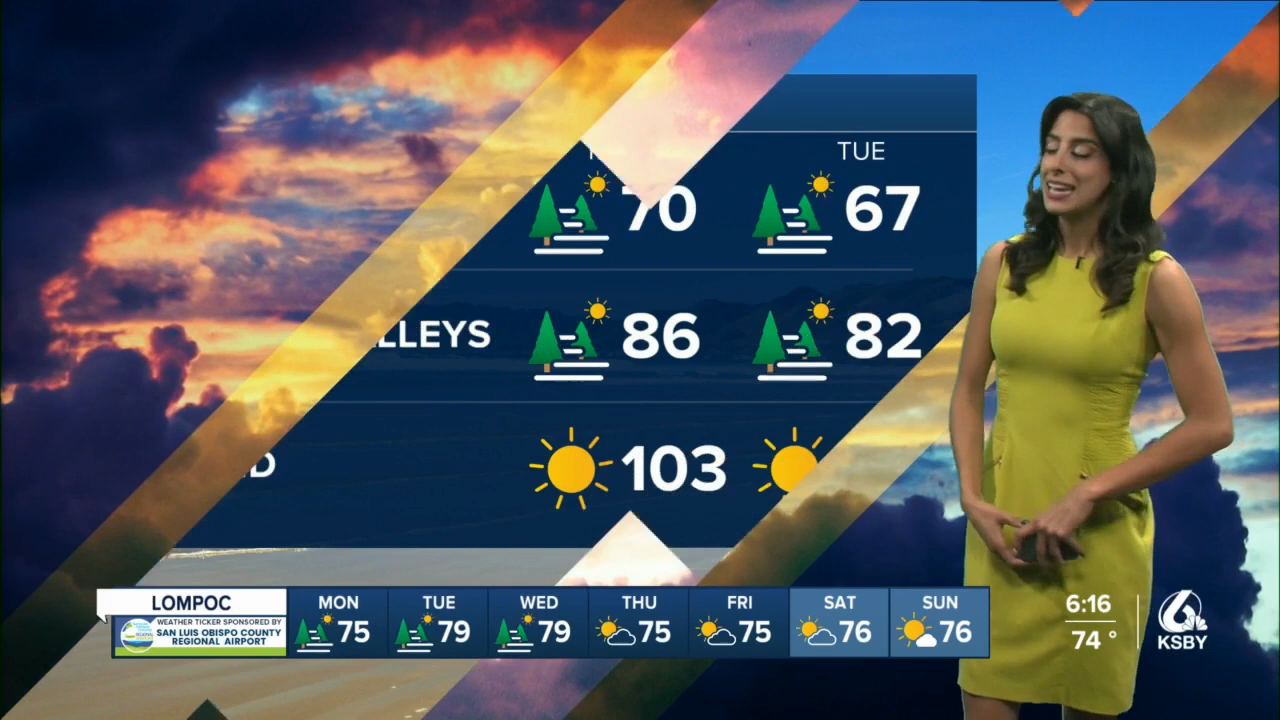 TUE
70
67
LLEYS
86
82
D
103
LOMPOC
WEATHER TICKER SPONSORED BY
SAN LUIS OBISPO COUNTY
REGIONAL AIRPORT
MON
75
TUE
79
WED
79
THU
75
FRI
75
SAT
76
SUN
76
6:16
74 °
6
KSBY